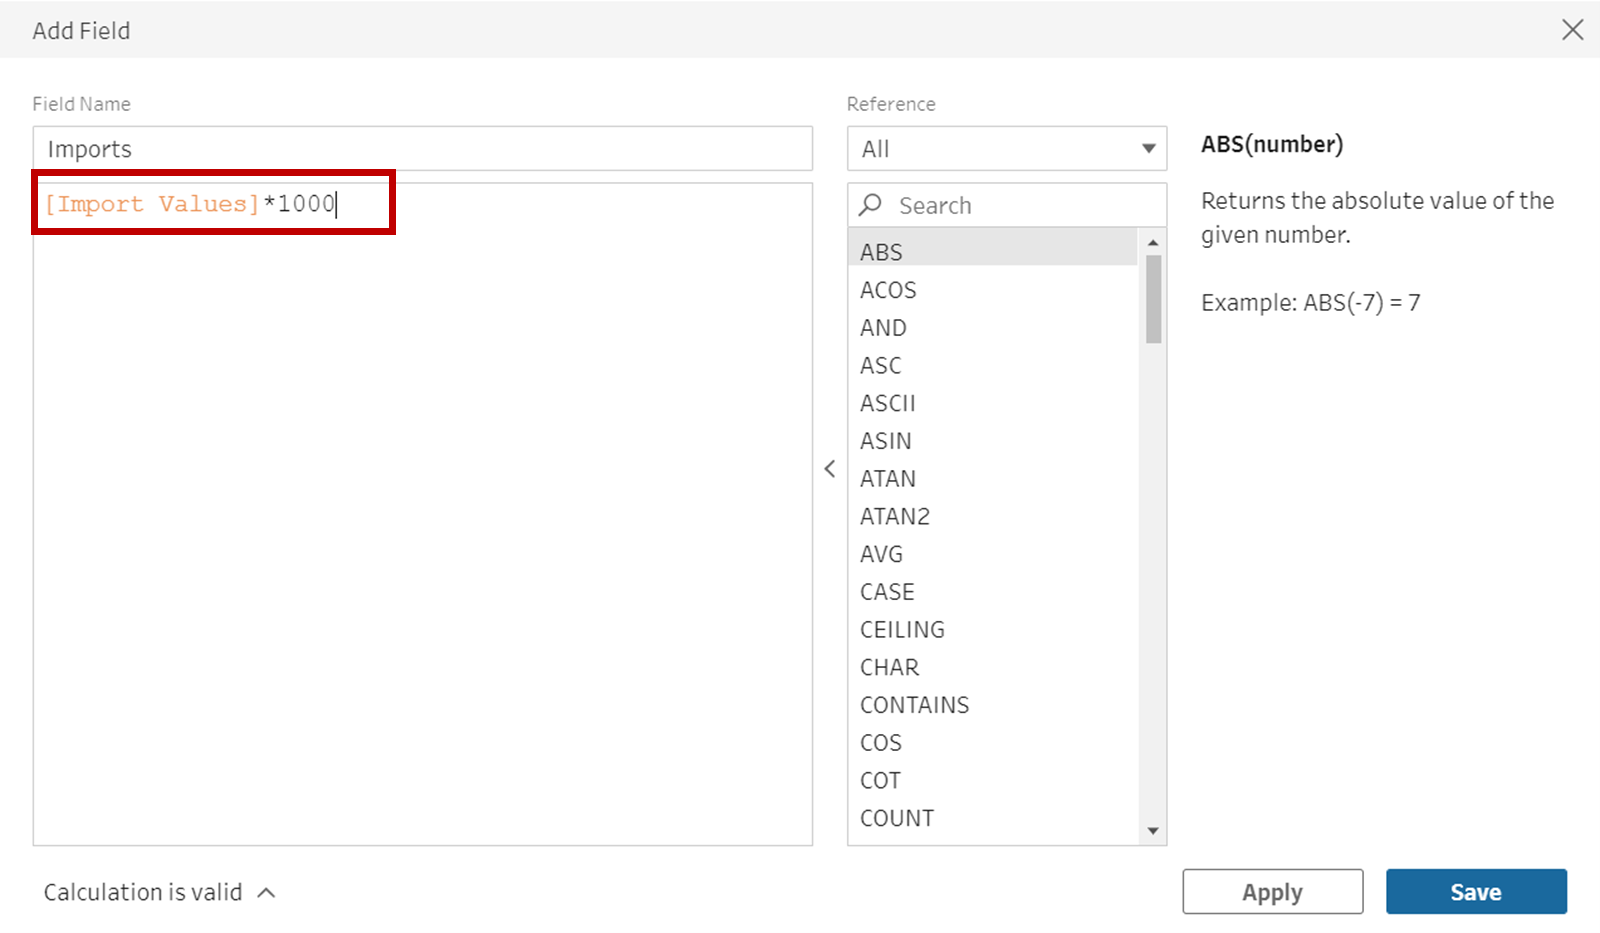 Add Field
Field Name
Imports
[Import Values]*1000
Reference
All
Search
ABS
ACOS
AND
ASC
ASCII
ASIN
ATAN
ATAN2
AVG
CASE
CEILING
CHAR
CONTAINS
COS
COT
COUNT
ABS(number)
Returns the absolute value of the
given number.
Example: ABS(-7) = 7
Calculation is valid
Apply
Save